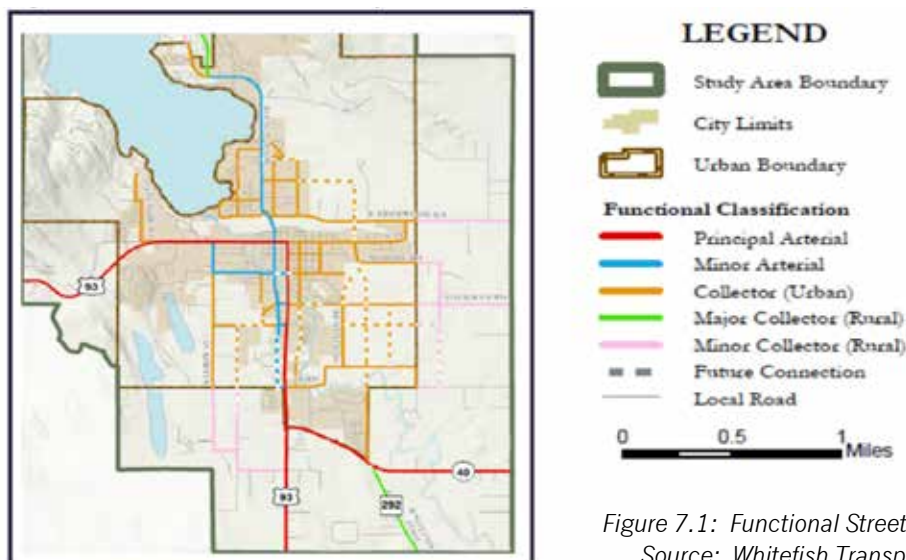 LEGEND
Study Area Boundary
City Limits
Urban Boundary
Functional Classification
Principal Arterial
Minor Arterial
Collector (Urban)
Major Collector (Rural)
Minor Collector (Rural)
Future Connection
Local Road
0 0.5 1
Miles
93
40
93
292
Figure 7.1: Functional Street
Source: Whitefish Transp